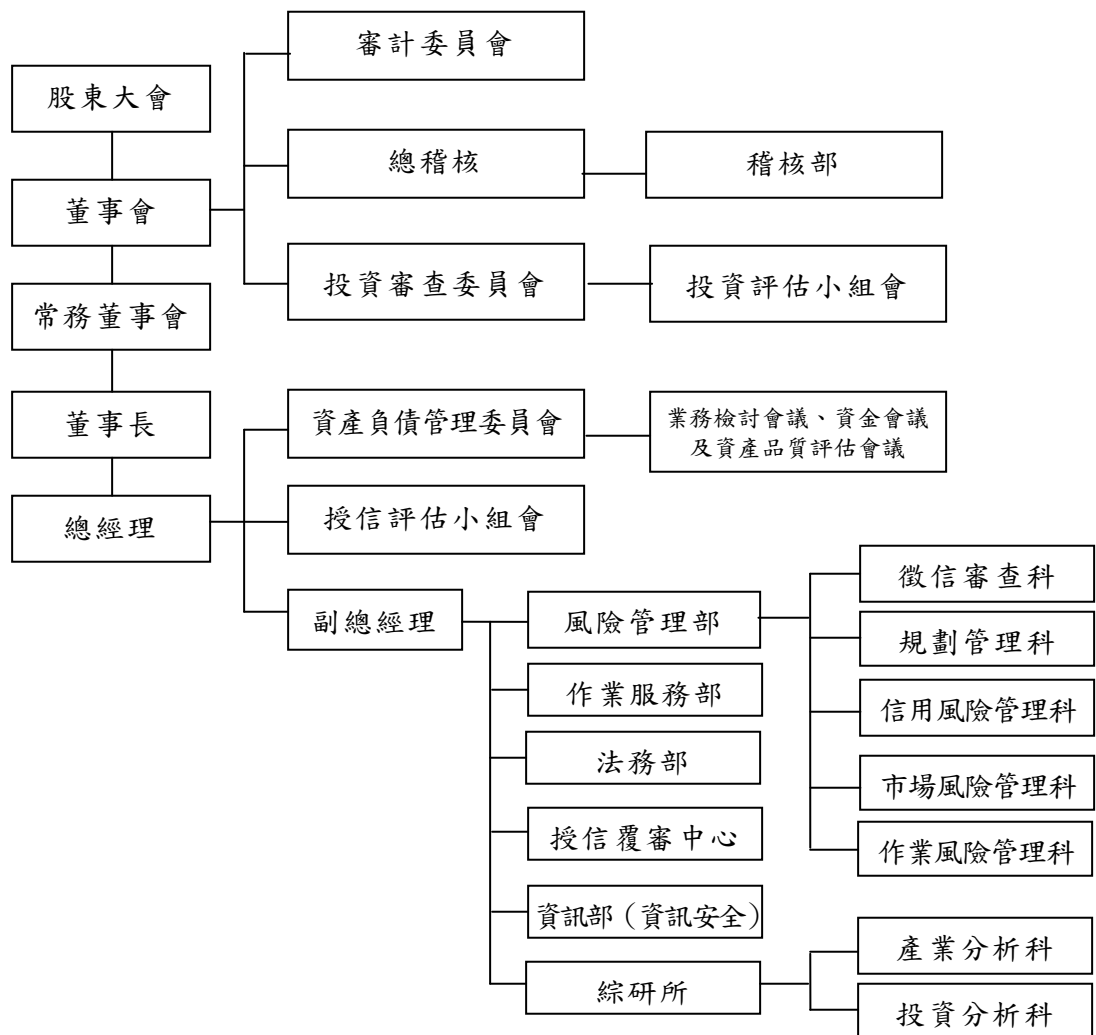 審計委員會
股東大會
總稽核
稽核部
董事會
投資審查委員會
投資評估小組會
常務董事會
董事長
資產負債管理委員會
業務檢討會議、資金會議
及資產品質評估會議
總經理
授信評估小組會
副總經理
風險管理部
徵信審查科
規劃管理科
作業服務部
信用風險管理科
法務部
市場風險管理科
授信覆審中心
作業風險管理科
資訊部（資訊安全）
產業分析科
綜研所
投資分析科